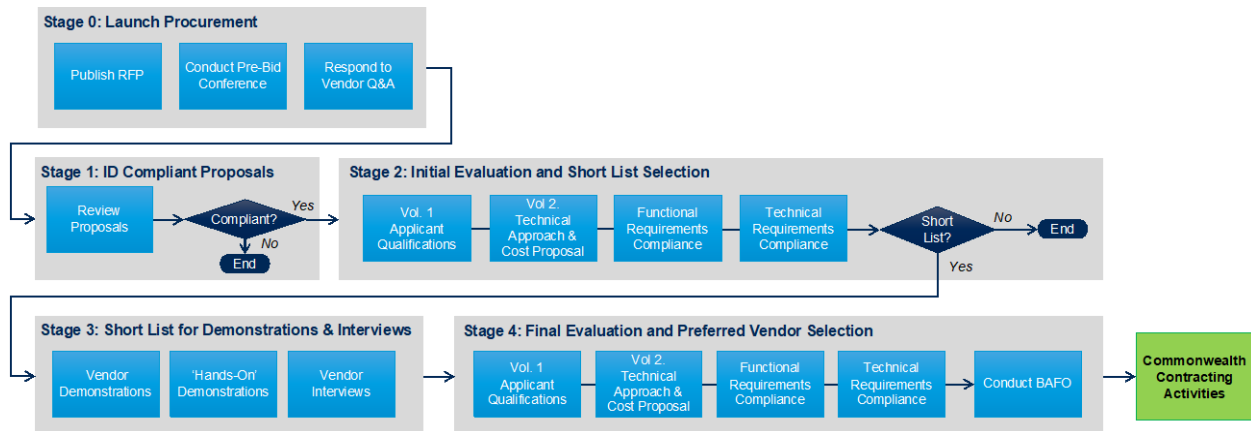 Stage 0: Launch Procurement
Publish RFP
Conduct Pre-Bid
Conference
Respond to
Vendor Q&A
Stage 1: ID Compliant Proposals
Review
Proposals
Compliant?
Yes
No
End
Stage 2: Initial Evaluation and Short List Selection
Vol. 1
Applicant
Qualifications
Vol 2.
Technical
Approach &
Cost Proposal
Functional
Requirements
Compliance
Technical
Requirements
Compliance
Short
List?
No
End
Yes
Stage 3: Short List for Demonstrations & Interviews
Vendor
Demonstrations
‘Hands-On’
Demonstrations
Vendor
Interviews
Stage 4: Final Evaluation and Preferred Vendor Selection
Vol. 1
Applicant
Qualifications
Vol 2.
Technical
Approach &
Cost Proposal
Functional
Requirements
Compliance
Technical
Requirements
Compliance
Conduct BAFO
Commonwealth
Contracting
Activities